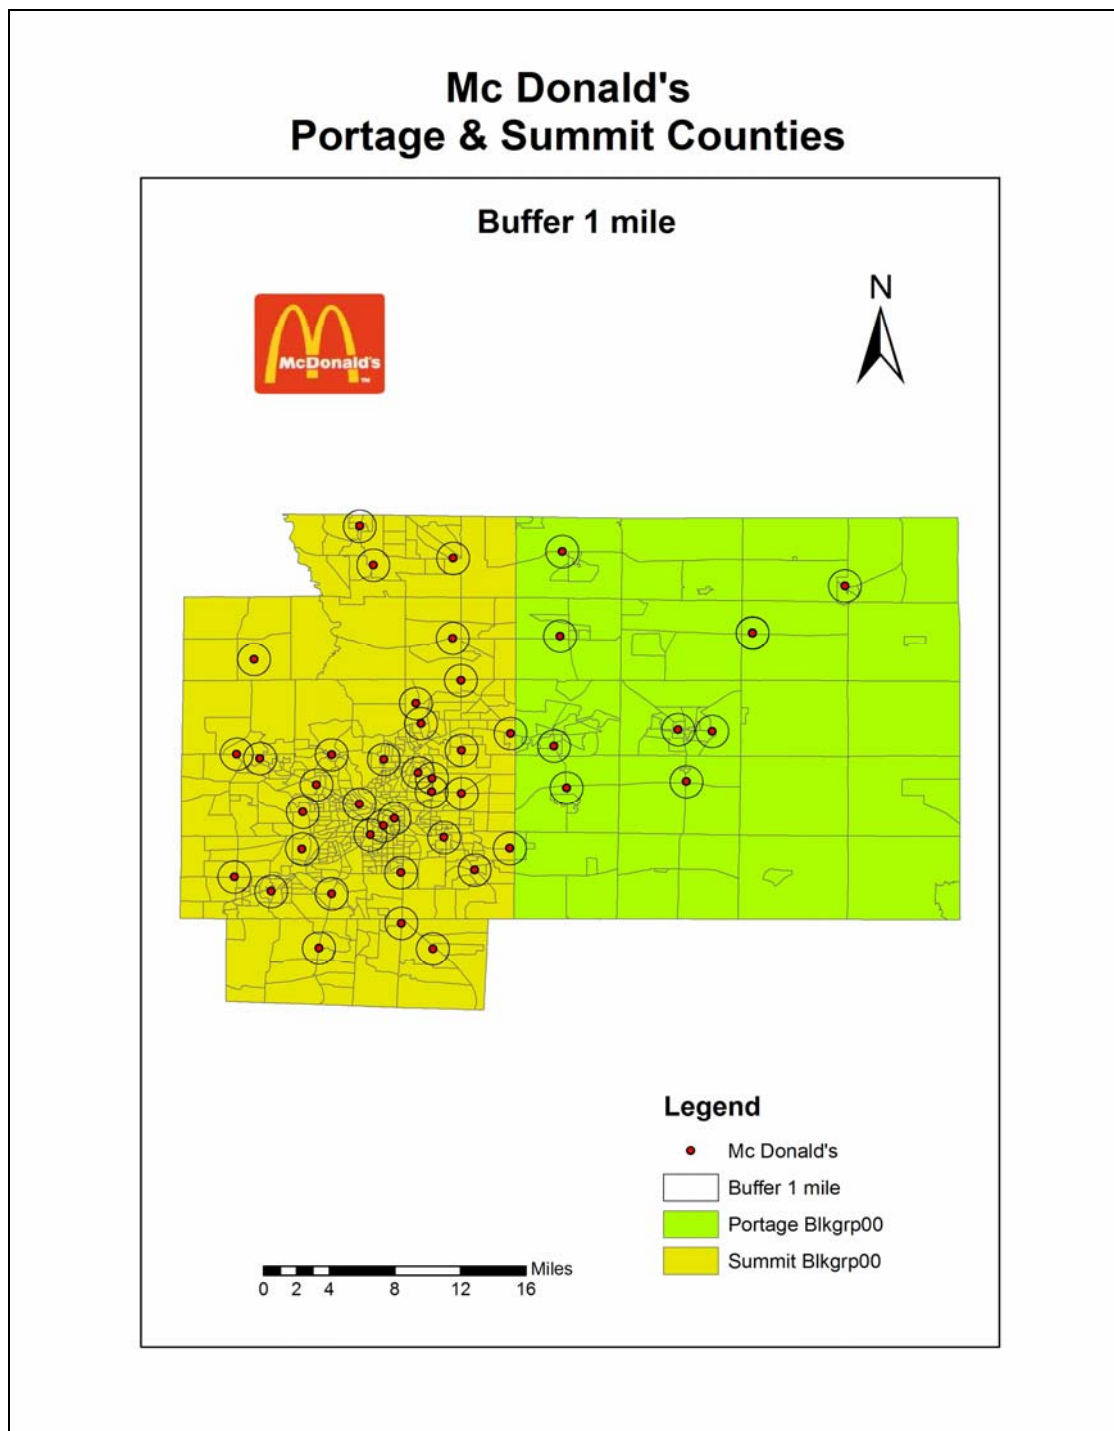 Mc Donald's
Portage & Summit Counties
Buffer 1 mile
N
McDonald's
TM
Legend
Mc Donald's
Buffer 1 mile
Portage Blkgrp00
Summit Blkgrp00
Miles
0 2 4 8 12 16